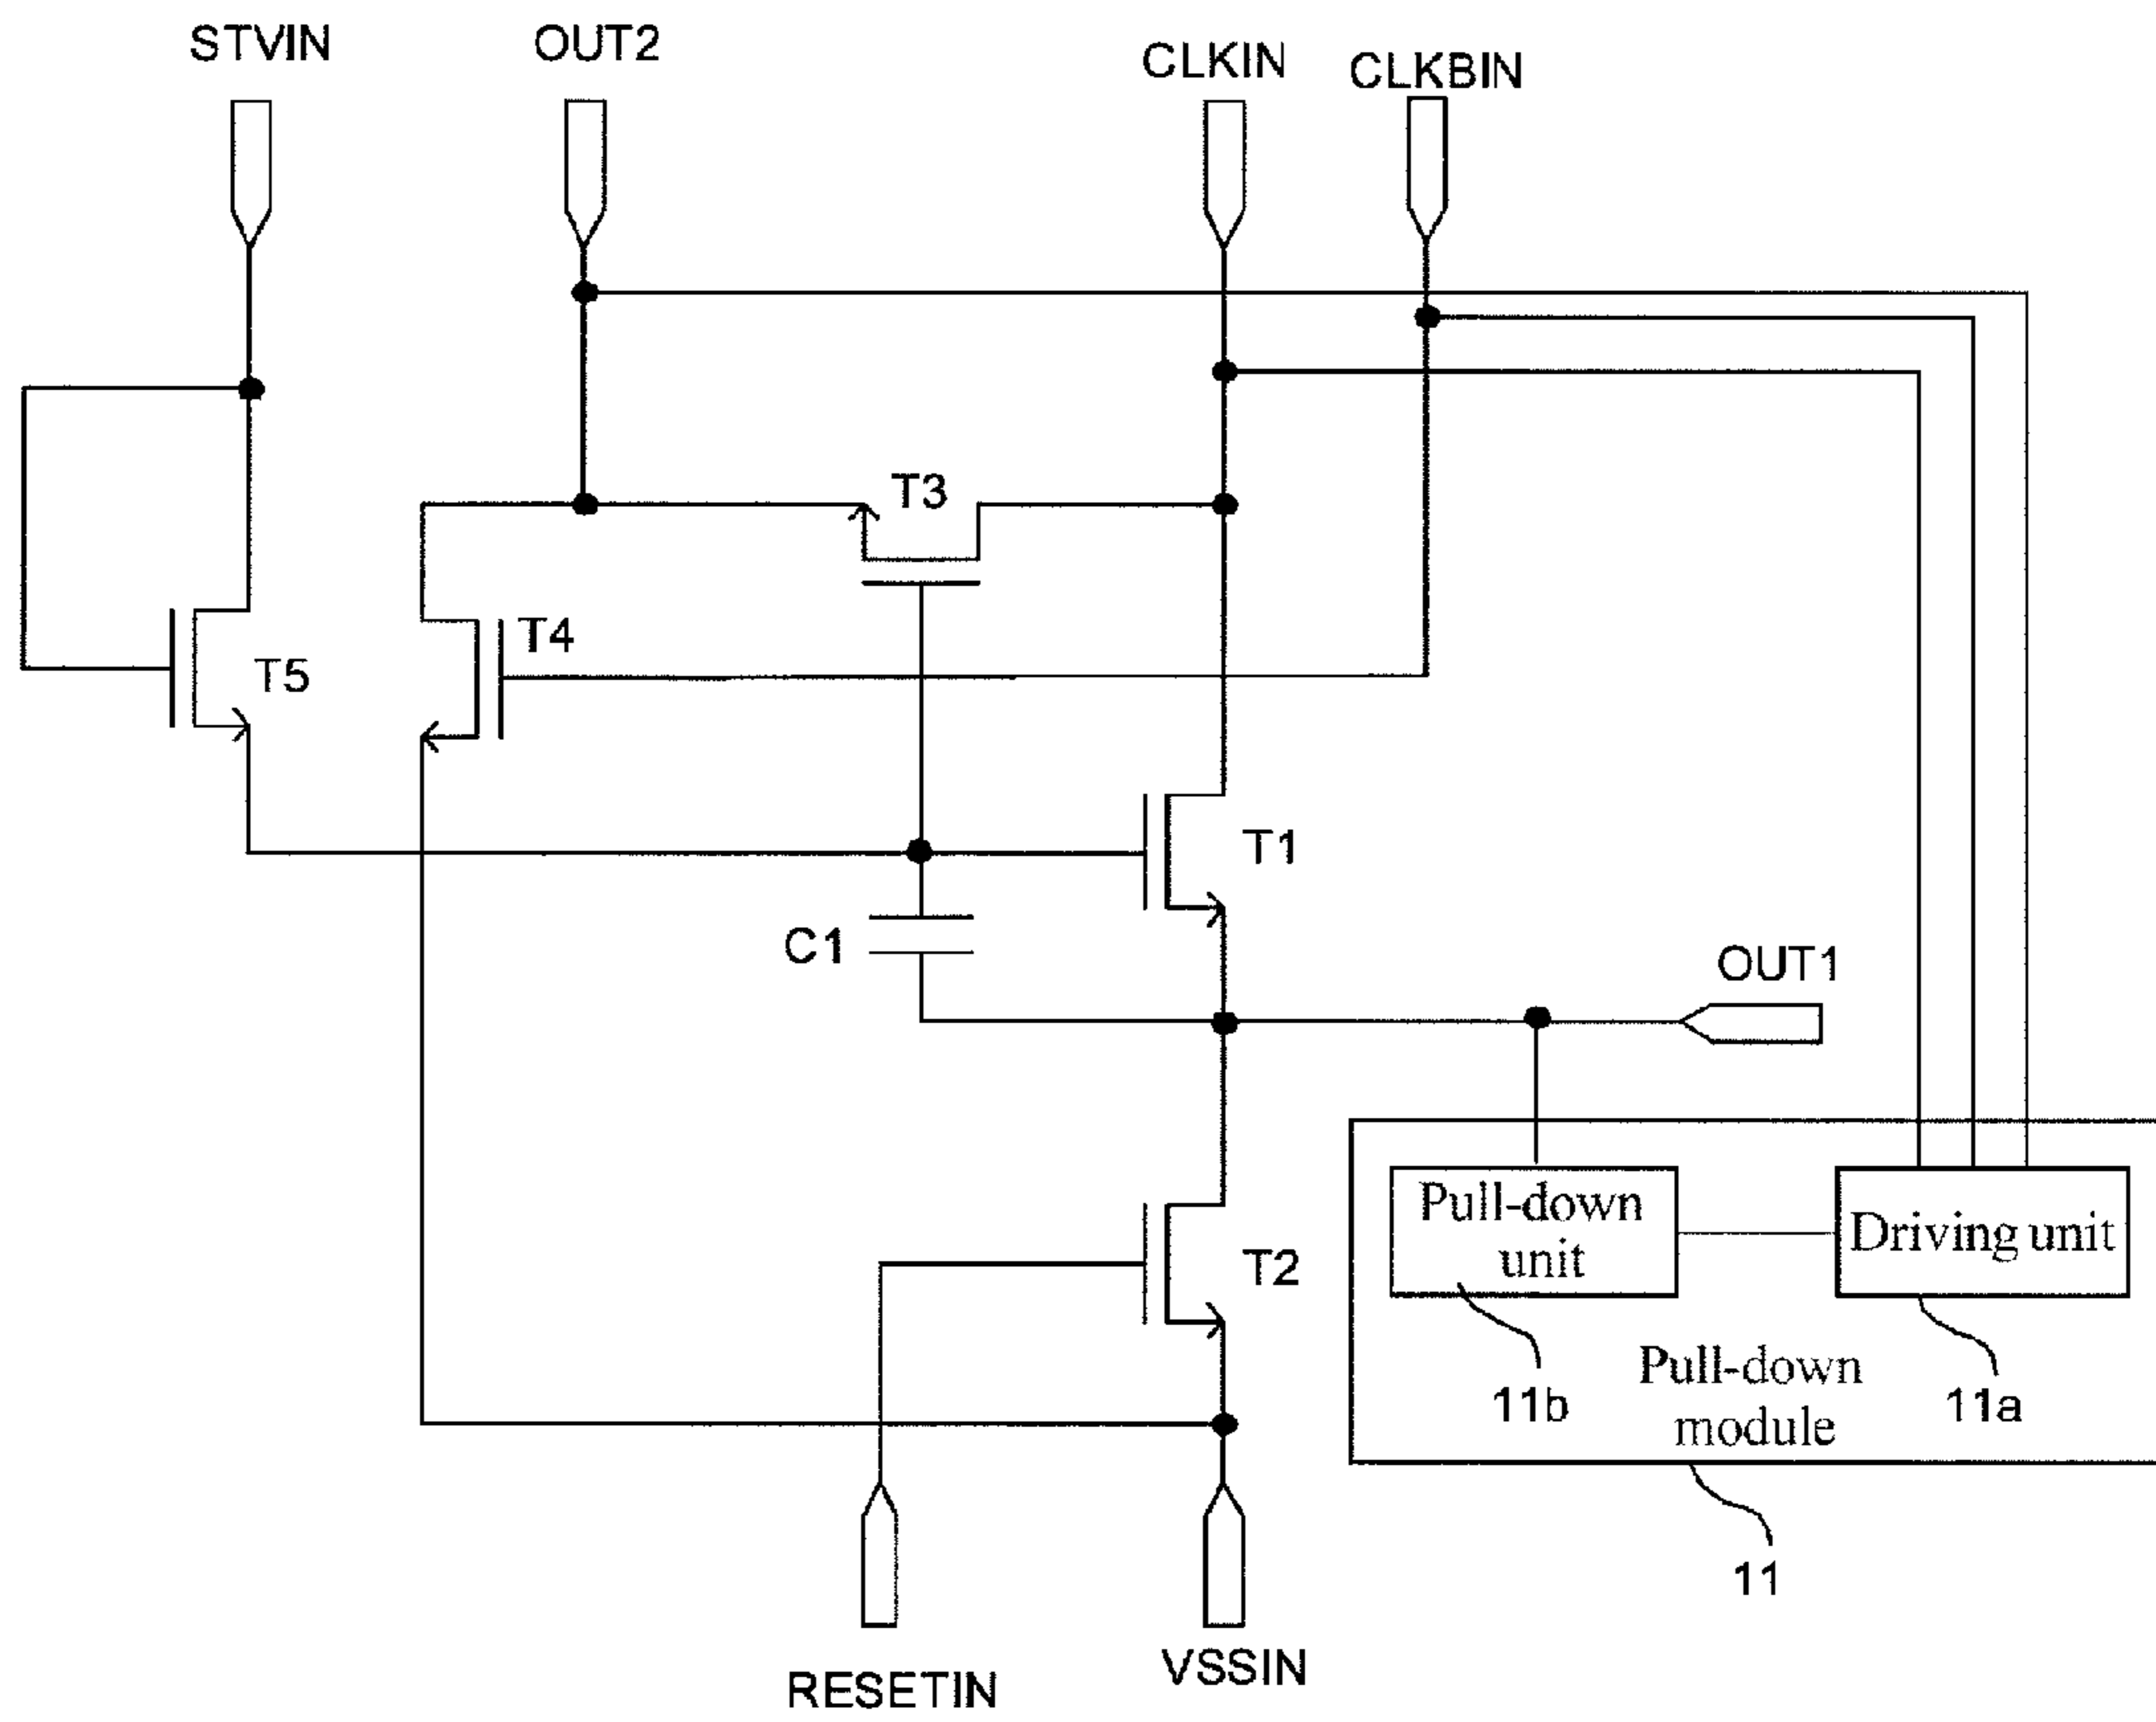 STVIN
OUT2
CLKIN
CLKBIN
T3
T4
T5
T1
C1
OUT1
Pull-down
unit
Driving unit
T2
11b
Pull-down
module
11a
11
RESETIN
VSSIN